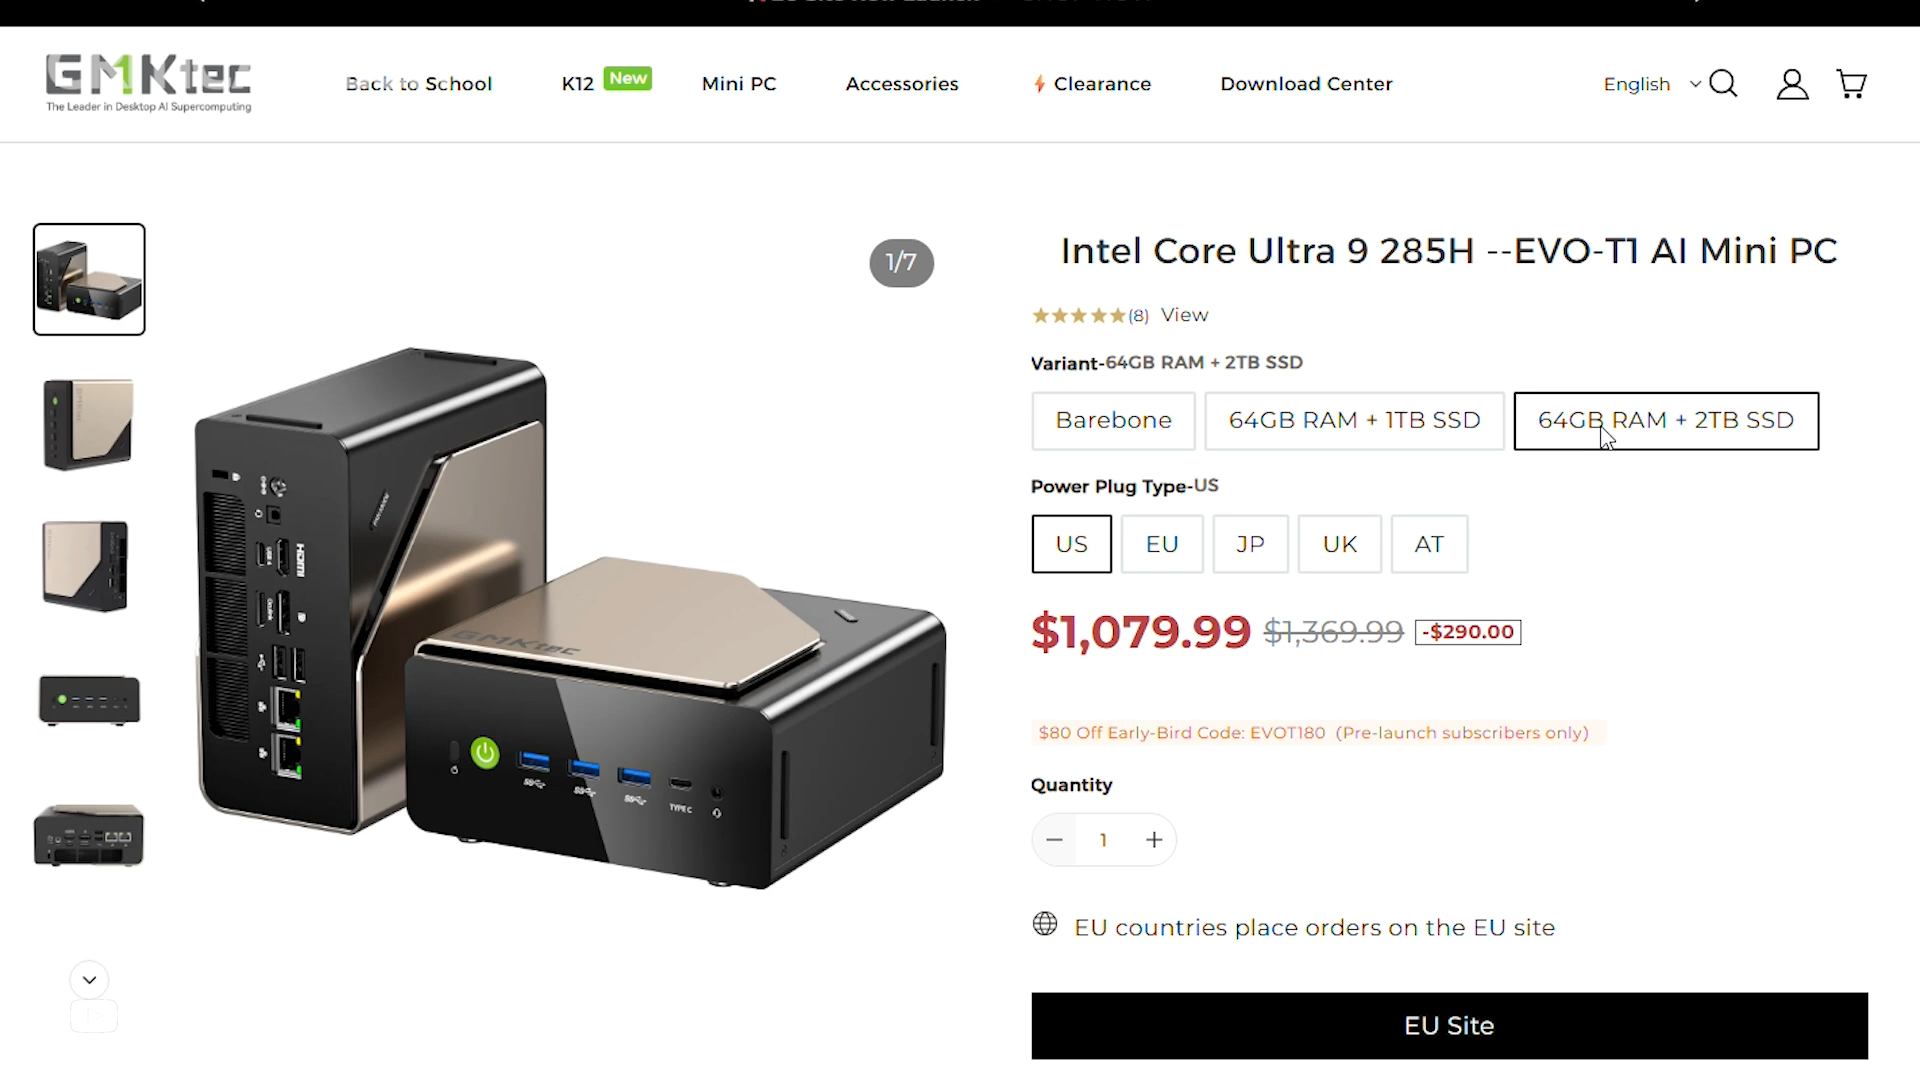 GMKtec
The Leader in Desktop AI Supercomputing
Back to School
K12 New
Mini PC
Accessories
Clearance
Download Center
English
1/7
HDMI
GMKtec
TYPE C
Intel Core Ultra 9 285H --EVO-T1 AI Mini PC
(8) View
Variant-64GB RAM + 2TB SSD
Barebone
64GB RAM + 1TB SSD
64GB RAM + 2TB SSD
Power Plug Type-US
US
EU
JP
UK
AT
$1,079.99 $1,369.99 -$290.00
$80 Off Early-Bird Code: EVOT180 (Pre-launch subscribers only)
Quantity
1
EU countries place orders on the EU site
EU Site